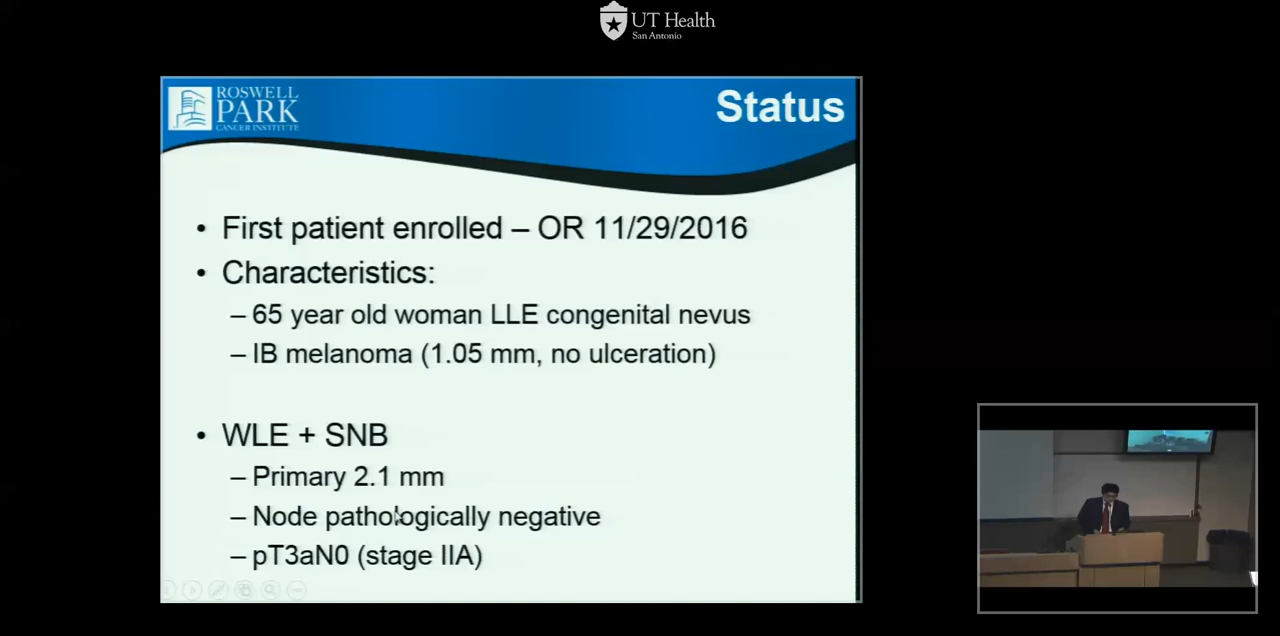 UT Health
San Antonio
ROSWELL
PARK
CANCER INSTITUTE
Status
• First patient enrolled – OR 11/29/2016
• Characteristics:
– 65 year old woman LLE congenital nevus
– IB melanoma (1.05 mm, no ulceration)
• WLE + SNB
– Primary 2.1 mm
– Node pathologically negative
– pT3aN0 (stage IIA)